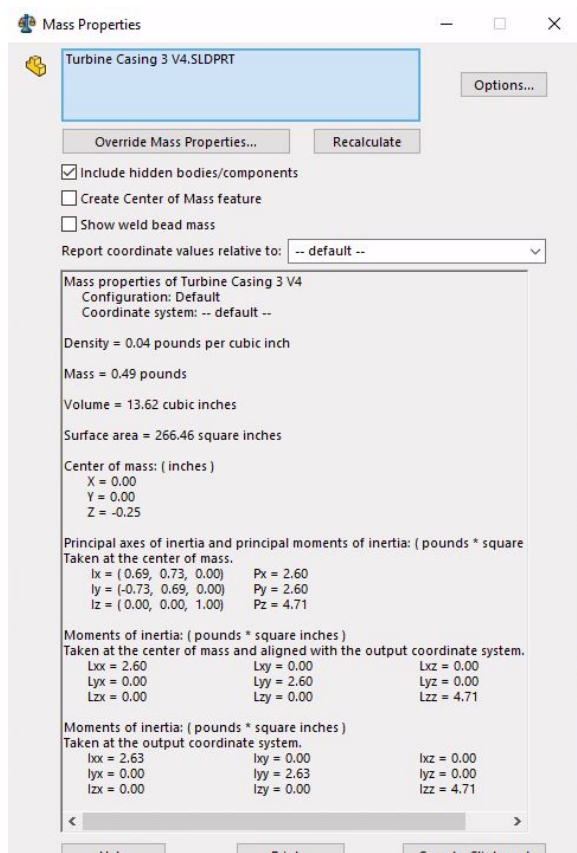 Mass Properties
Turbine Casing 3 V4.SLDPRT
Options...
Override Mass Properties... Recalculate
Include hidden bodies/components
Create Center of Mass feature
Show weld bead mass
Report coordinate values relative to: -- default --
Mass properties of Turbine Casing 3 V4
Configuration: Default
Coordinate system: -- default --
Density = 0.04 pounds per cubic inch
Mass = 0.49 pounds
Volume = 13.62 cubic inches
Surface area = 266.46 square inches
Center of mass: ( inches )
X = 0.00
Y = 0.00
Z = -0.25
Principal axes of inertia and principal moments of inertia: ( pounds * square
Taken at the center of mass.
Ix = ( 0.69, 0.73, 0.00) Px = 2.60
Iy = (-0.73, 0.69, 0.00) Py = 2.60
Iz = ( 0.00, 0.00, 1.00) Pz = 4.71
Moments of inertia: ( pounds * square inches )
Taken at the center of mass and aligned with the output coordinate system.
Lxx = 2.60 Lxy = 0.00 Lxz = 0.00
Lyx = 0.00 Lyy = 2.60 Lyz = 0.00
Lzx = 0.00 Lzy = 0.00 Lzz = 4.71
Moments of inertia: ( pounds * square inches )
Taken at the output coordinate system.
Ixx = 2.63 Ixy = 0.00 Ixz = 0.00
Iyx = 0.00 Iyy = 2.63 Iyz = 0.00
Izx = 0.00 Izy = 0.00 Izz = 4.71